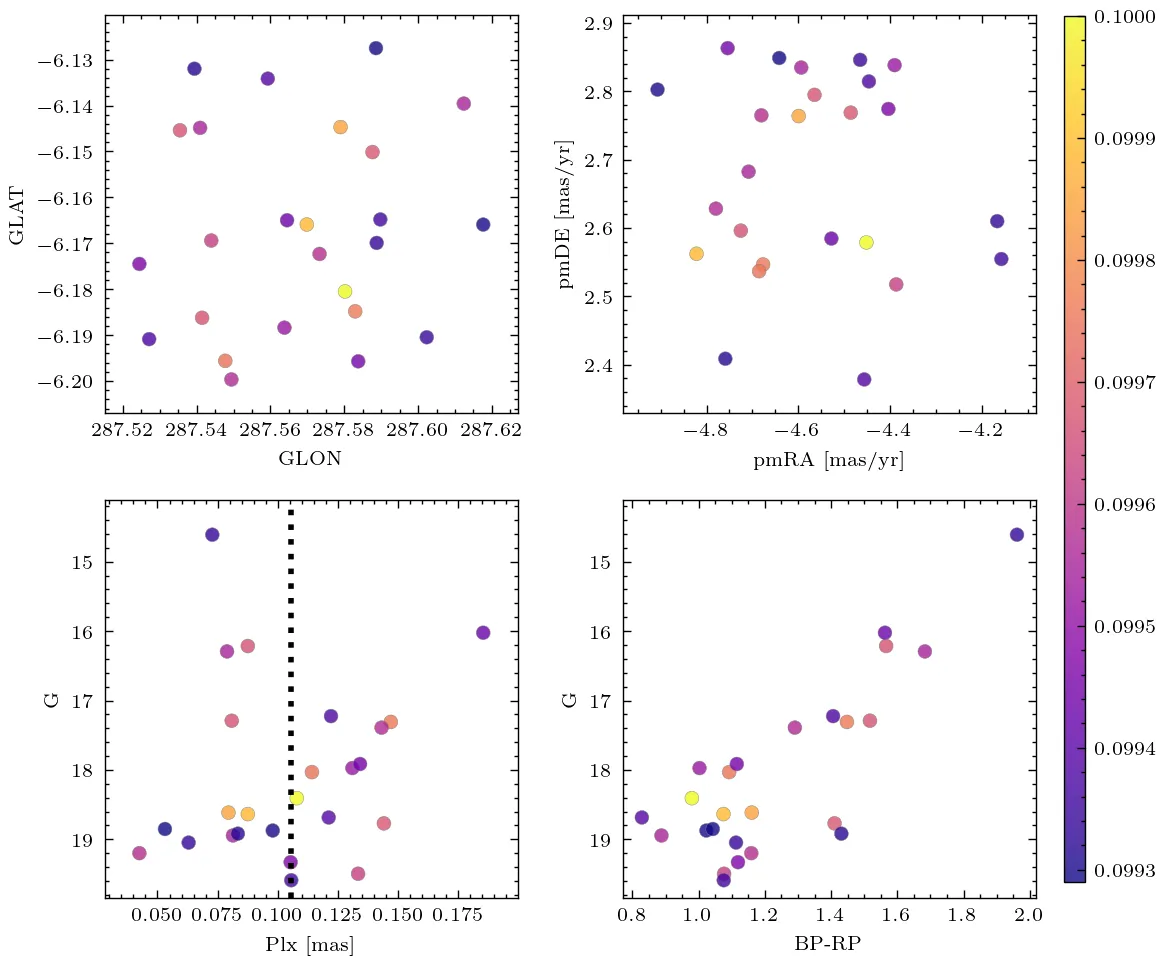 −6.13
−6.14
−6.15
−6.16
−6.17
−6.18
−6.19
−6.20
GLAT
287.52 287.54 287.56 287.58 287.60 287.62
GLON
2.9
2.8
2.7
2.6
2.5
2.4
pmDE [mas/yr]
−4.8 −4.6 −4.4 −4.2
pmRA [mas/yr]
15
16
17
18
19
G
0.050 0.075 0.100 0.125 0.150 0.175
Plx [mas]
15
16
17
18
19
G
0.8 1.0 1.2 1.4 1.6 1.8 2.0
BP-RP
0.1000
0.0999
0.0998
0.0997
0.0996
0.0995
0.0994
0.0993